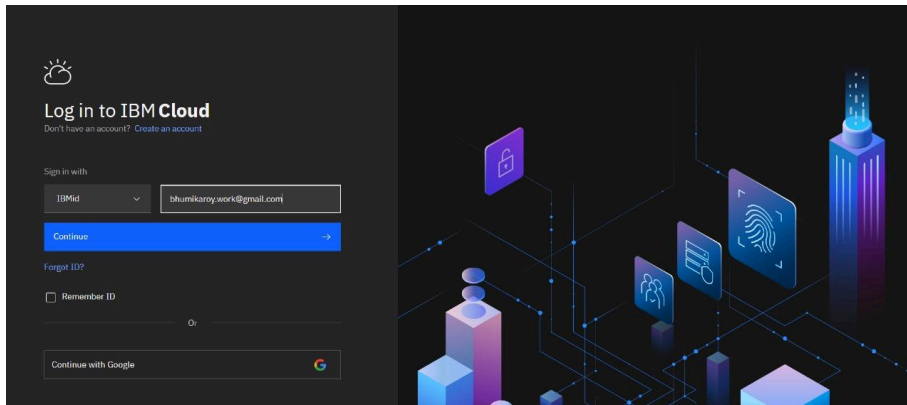 Log in to IBM Cloud
Don't have an account? Create an account
Sign in with
IBMid
bhumikaroy.work@gmail.com
Continue
Forgot ID?
Remember ID
Or
Continue with Google